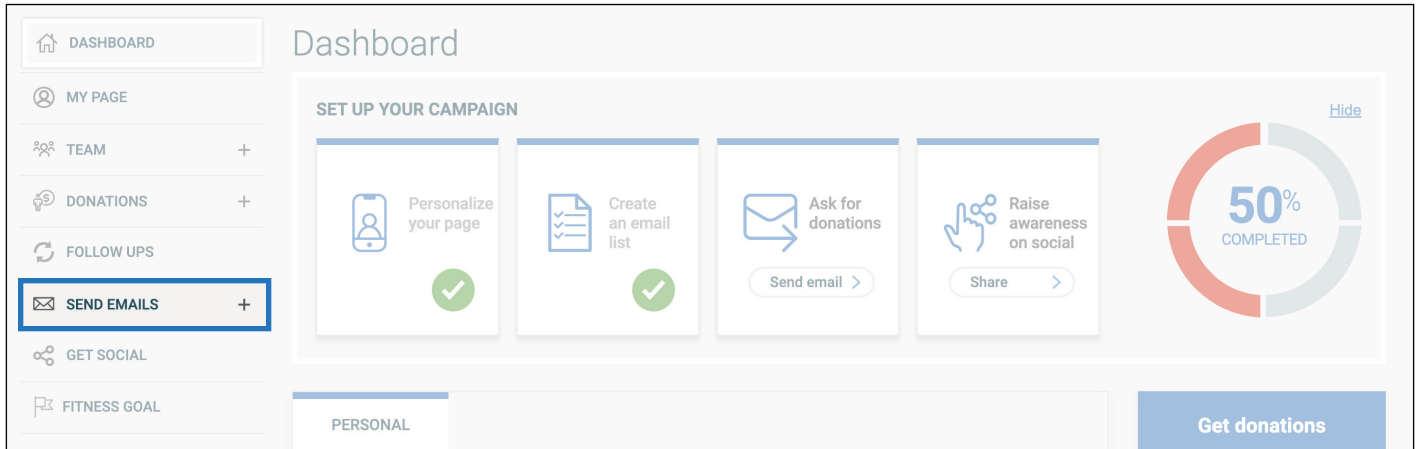 DASHBOARD
MY PAGE
TEAM +
DONATIONS +
FOLLOW UPS
SEND EMAILS +
GET SOCIAL
FITNESS GOAL
Dashboard
SET UP YOUR CAMPAIGN
Hide
Personalize
your page
Create
an email
list
Ask for
donations
Send email >
Raise
awareness
on social
Share >
50%
COMPLETED
PERSONAL
Get donations